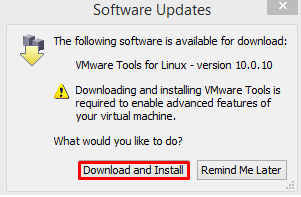 Software Updates
The following software is available for download:
VMware Tools for Linux - version 10.0.10
Downloading and installing VMware Tools is
required to enable advanced features of
your virtual machine.
What would you like to do?
Download and Install
Remind Me Later